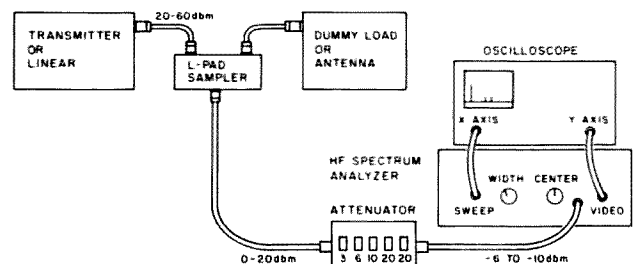 20-60dbm
TRANSMITTER
OR
LINEAR
L-PAD
SAMPLER
DUMMY LOAD
OR
ANTENNA
OSCILLOSCOPE
X AXIS
Y AXIS
HF SPECTRUM
ANALYZER
WIDTH CENTER
SWEEP
VIDEO
ATTENUATOR
3 6 10 20 20
0-20dbm
-6 TO -10dbm